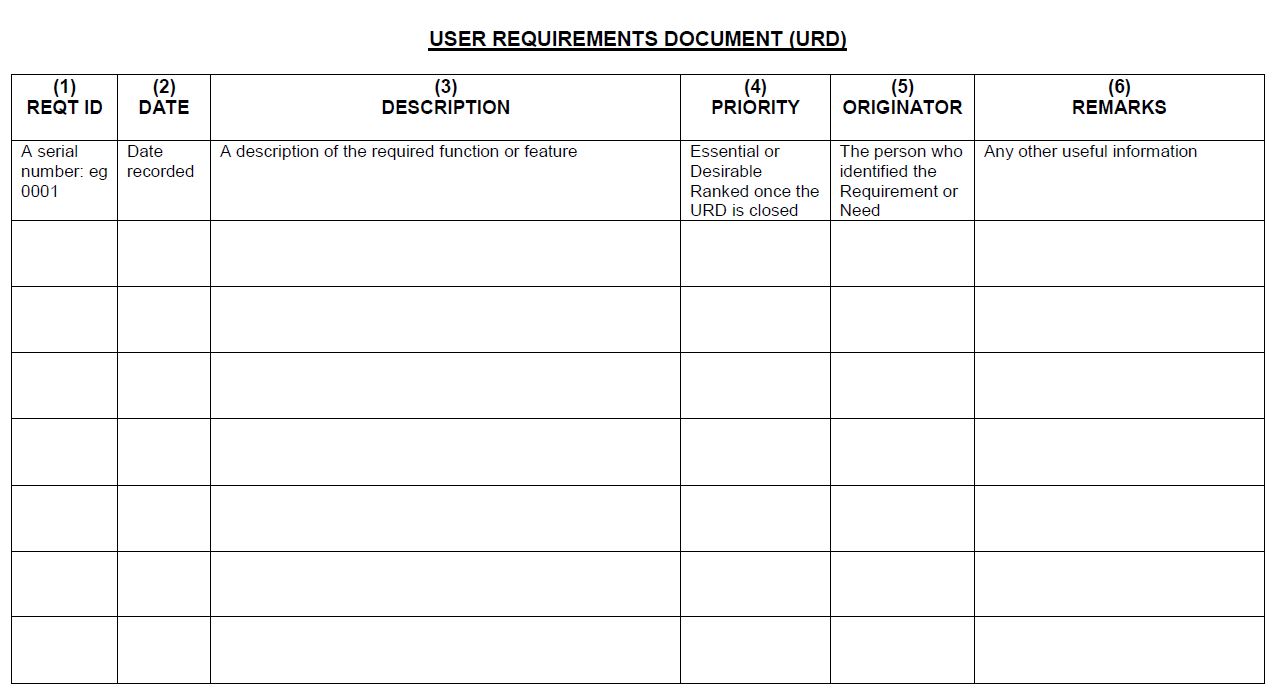 USER REQUIREMENTS DOCUMENT (URD)
(1)
REQT ID
(2)
DATE
(3)
DESCRIPTION
(4)
PRIORITY
(5)
ORIGINATOR
(6)
REMARKS
A serial
number: eg
0001
Date
recorded
A description of the required function or feature
Essential or
Desirable
Ranked once the
URD is closed
The person who
identified the
Requirement or
Need
Any other useful information